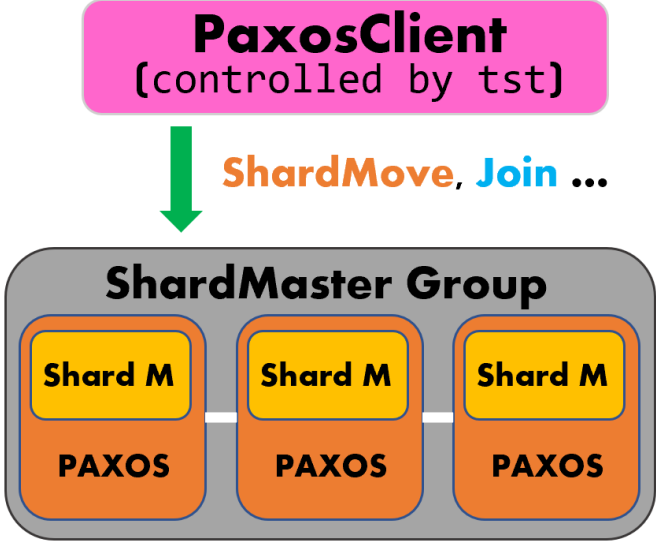 PaxosClient
(controlled by tst)
ShardMove, Join ...
ShardMaster Group
Shard M Shard M Shard M
PAXOS PAXOS PAXOS